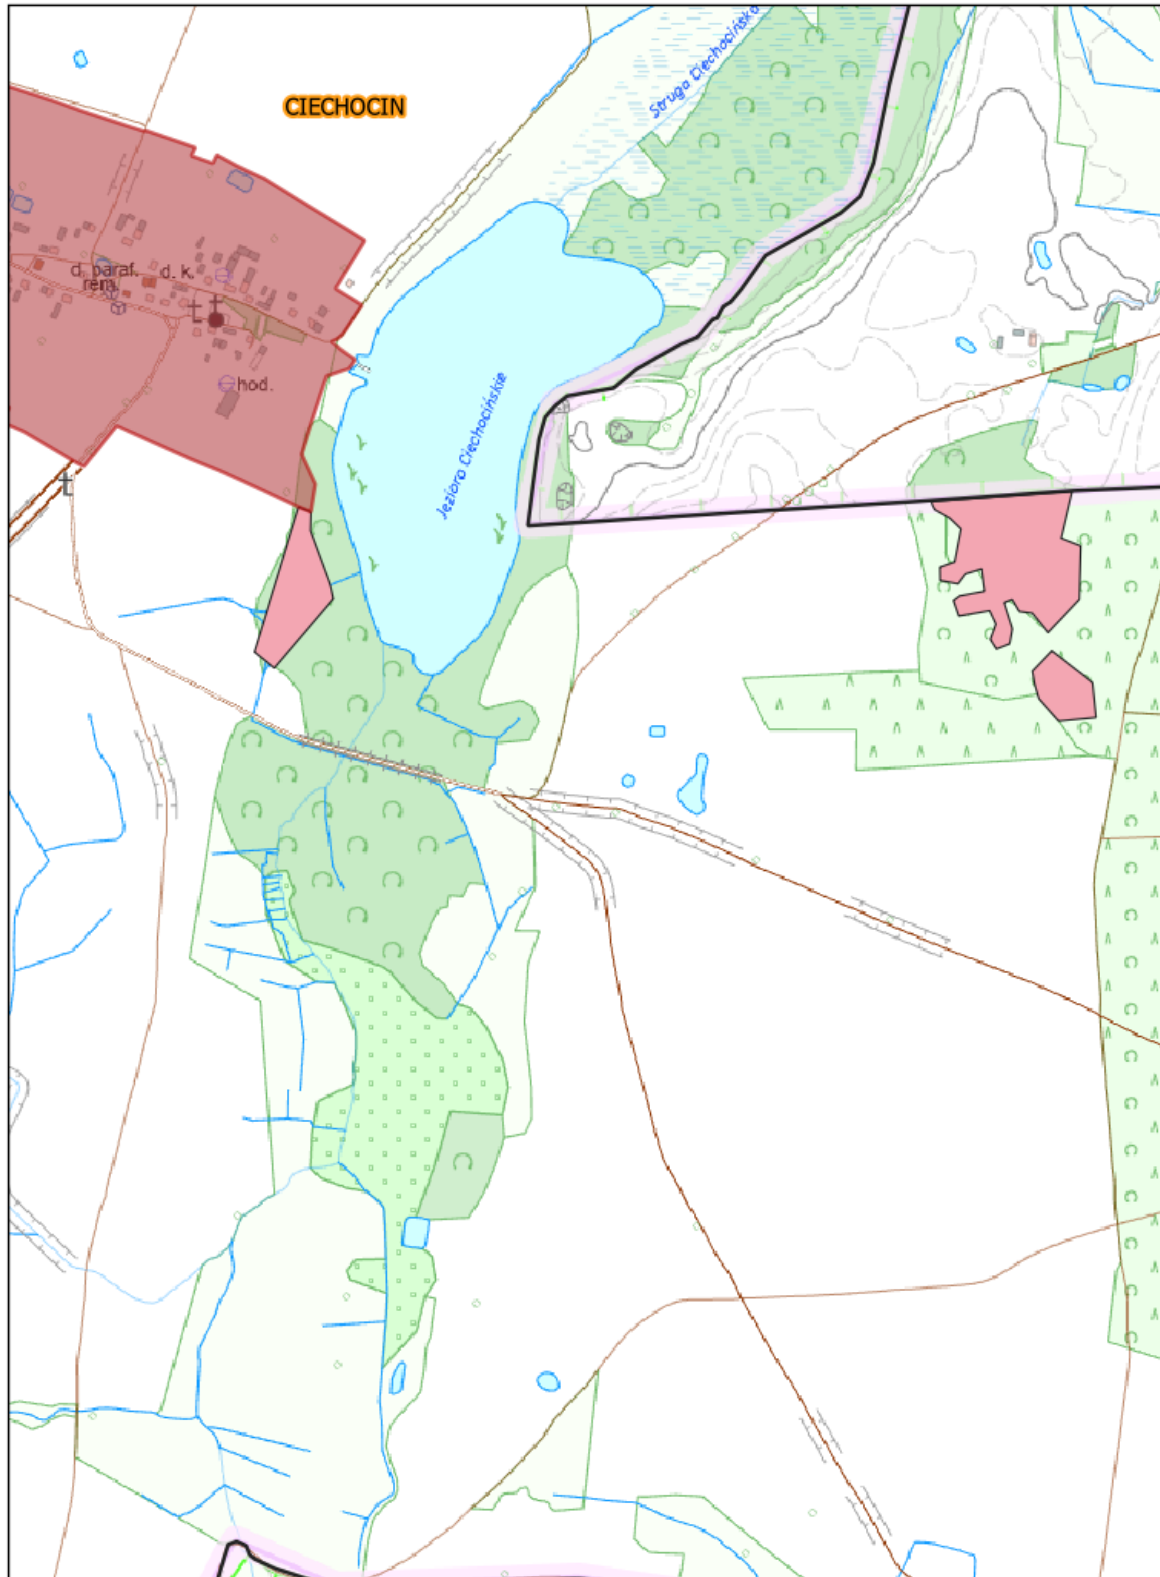 Struga Ciechocińska
CIECHOCIN
d. paraf.
d. k.
rem.
hod.
Jezioro Ciechocińskie